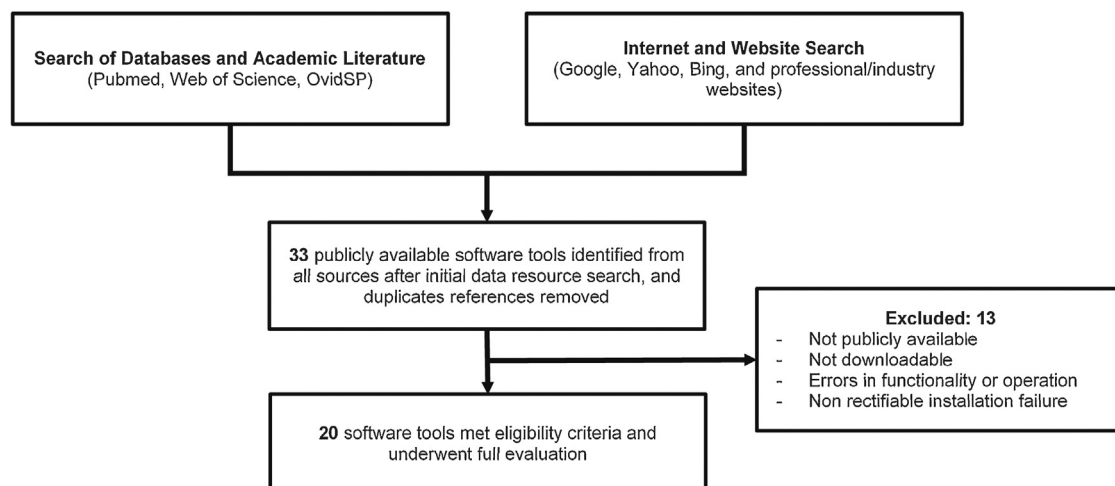 Search of Databases and Academic Literature
(Pubmed, Web of Science, OvidSP)
Internet and Website Search
(Google, Yahoo, Bing, and professional/industry
websites)
33 publicly available software tools identified from
all sources after initial data resource search, and
duplicates references removed
Excluded: 13
- Not publicly available
- Not downloadable
- Errors in functionality or operation
- Non rectifiable installation failure
20 software tools met eligibility criteria and
underwent full evaluation